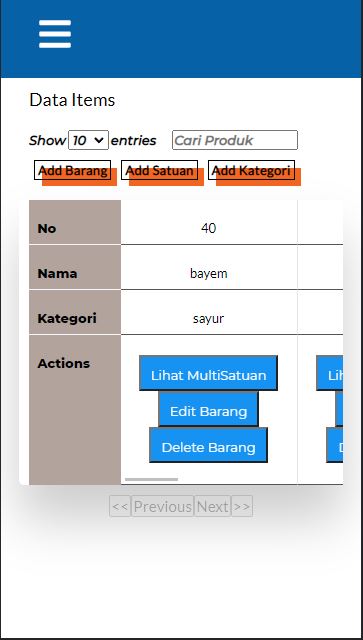 Data Items
Show 10 entries Cari Produk
Add Barang Add Satuan Add Kategori
No 40
Nama bayem
Kategori sayur
Actions Lihat MultiSatuan
Edit Barang
Delete Barang
<< Previous Next >>